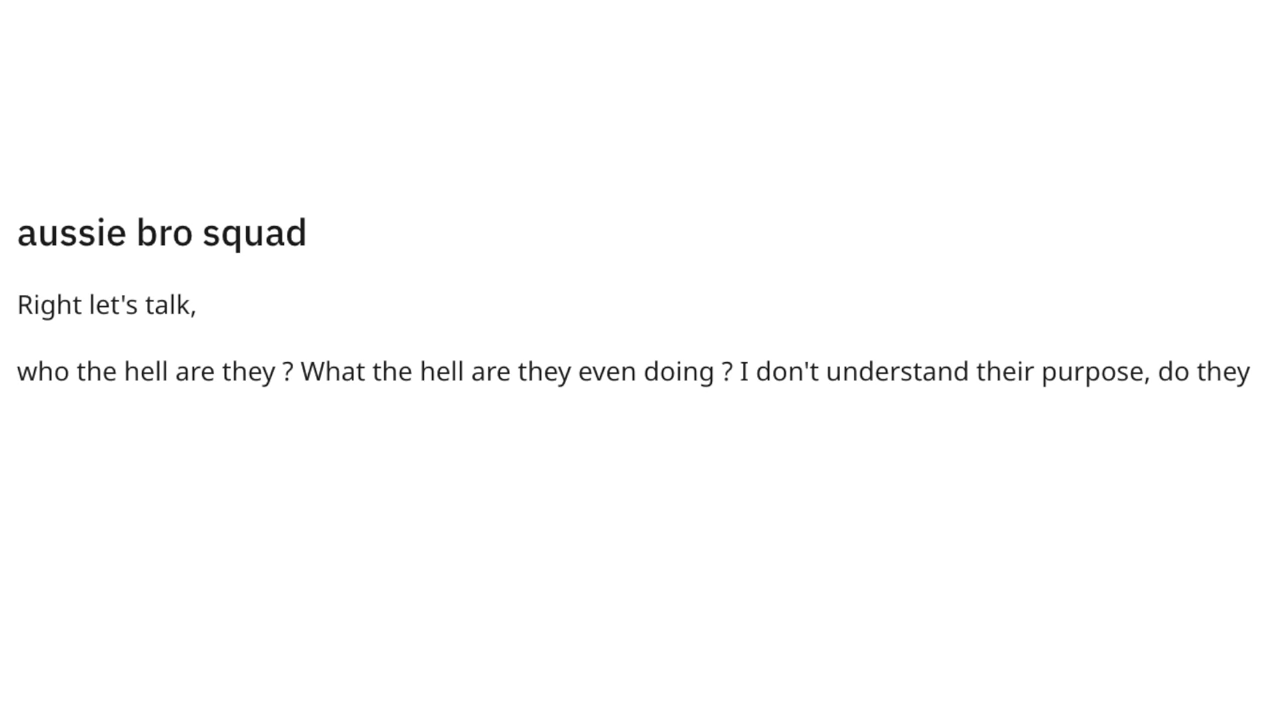 aussie bro squad
Right let's talk,
who the hell are they ? What the hell are they even doing ? I don't understand their purpose, do they